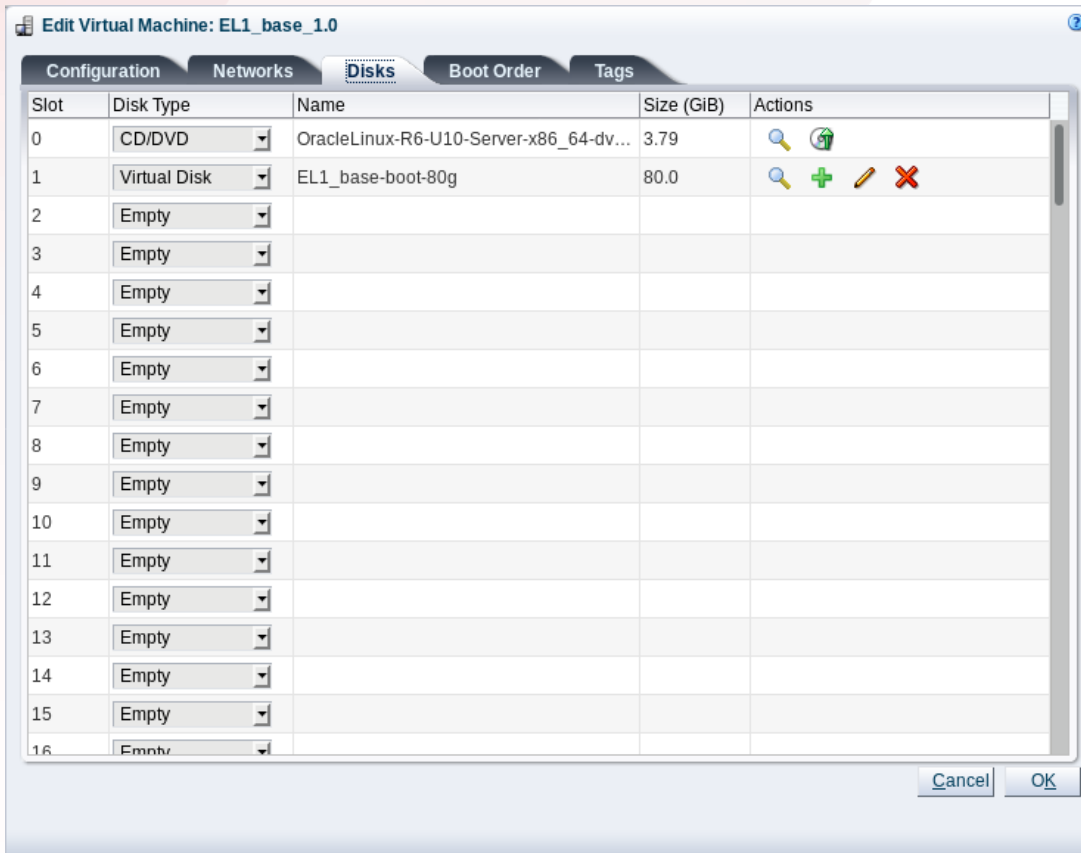 Edit Virtual Machine: EL1_base_1.0
Configuration Networks Disks Boot Order Tags
Slot Disk Type Name Size (GiB) Actions
0 CD/DVD OracleLinux-R6-U10-Server-x86_64-dv... 3.79
1 Virtual Disk EL1_base-boot-80g 80.0
2 Empty
3 Empty
4 Empty
5 Empty
6 Empty
7 Empty
8 Empty
9 Empty
10 Empty
11 Empty
12 Empty
13 Empty
14 Empty
15 Empty
16 Empty
Cancel OK